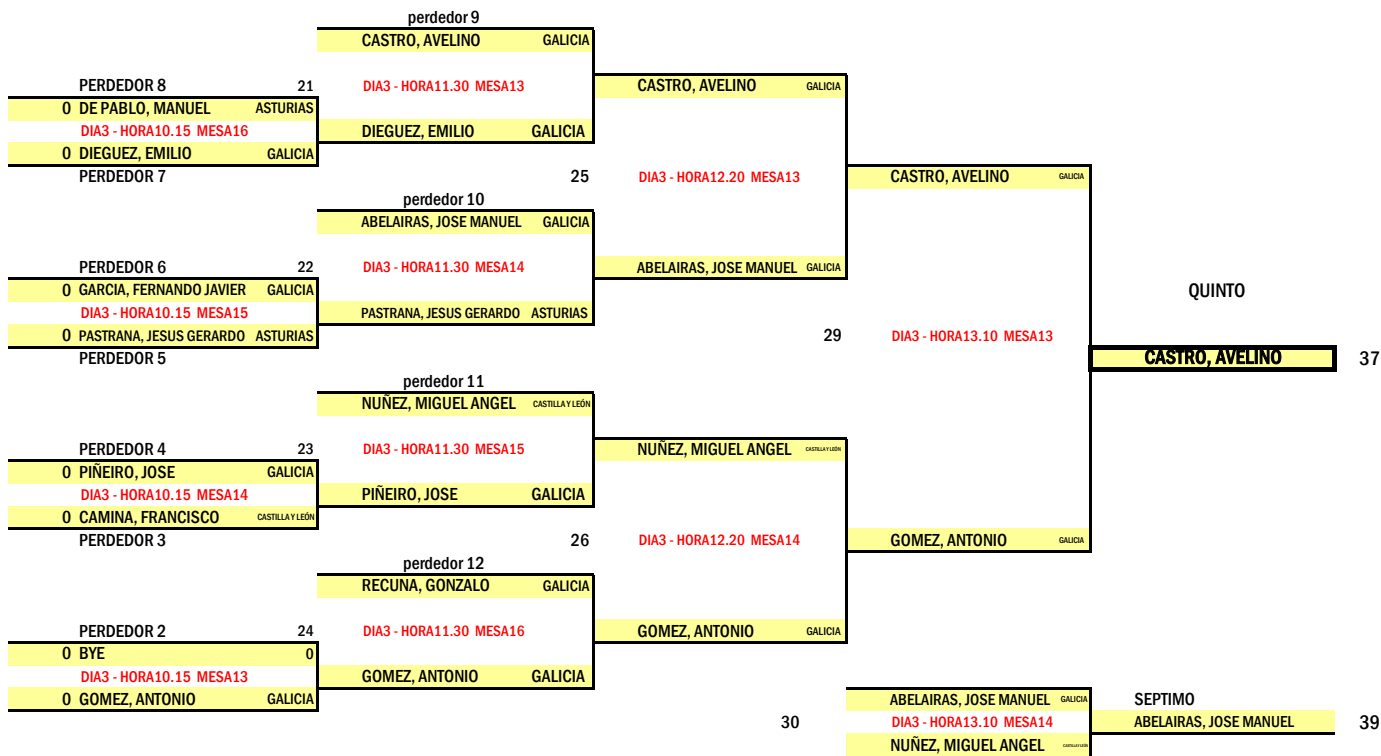 perdedor 9
CASTRO, AVELINO GALICIA
PERDEDOR 8 21 DIA3 - HORA11.30 MESA13 CASTRO, AVELINO GALICIA
0 DE PABLO, MANUEL ASTURIAS
DIA3 - HORA10.15 MESA16 DIEGUEZ, EMILIO GALICIA
0 DIEGUEZ, EMILIO GALICIA
PERDEDOR 7 25 DIA3 - HORA12.20 MESA13 CASTRO, AVELINO GALICIA
perdedor 10
ABELAIRAS, JOSE MANUEL GALICIA
PERDEDOR 6 22 DIA3 - HORA11.30 MESA14 ABELAIRAS, JOSE MANUEL GALICIA
0 GARCIA, FERNANDO JAVIER GALICIA QUINTO
DIA3 - HORA10.15 MESA15 PASTRANA, JESUS GERARDO ASTURIAS
0 PASTRANA, JESUS GERARDO ASTURIAS 29 DIA3 - HORA13.10 MESA13
PERDEDOR 5 CASTRO, AVELINO 37
perdedor 11
NUÑEZ, MIGUEL ANGEL CASTILLA Y LEÓN
PERDEDOR 4 23 DIA3 - HORA11.30 MESA15 NUÑEZ, MIGUEL ANGEL CASTILLA Y LEÓN
0 PIÑEIRO, JOSE GALICIA
DIA3 - HORA10.15 MESA14 PIÑEIRO, JOSE GALICIA
0 CAMINA, FRANCISCO CASTILLA Y LEÓN
PERDEDOR 3 26 DIA3 - HORA12.20 MESA14 GOMEZ, ANTONIO GALICIA
perdedor 12
RECUNA, GONZALO GALICIA
PERDEDOR 2 24 DIA3 - HORA11.30 MESA16 GOMEZ, ANTONIO GALICIA
0 BYE 0
DIA3 - HORA10.15 MESA13 GOMEZ, ANTONIO GALICIA
0 GOMEZ, ANTONIO GALICIA ABELAIRAS, JOSE MANUEL GALICIA SEPTIMO
30 DIA3 - HORA13.10 MESA14 ABELAIRAS, JOSE MANUEL 39
NUÑEZ, MIGUEL ANGEL CASTILLA Y LEÓN